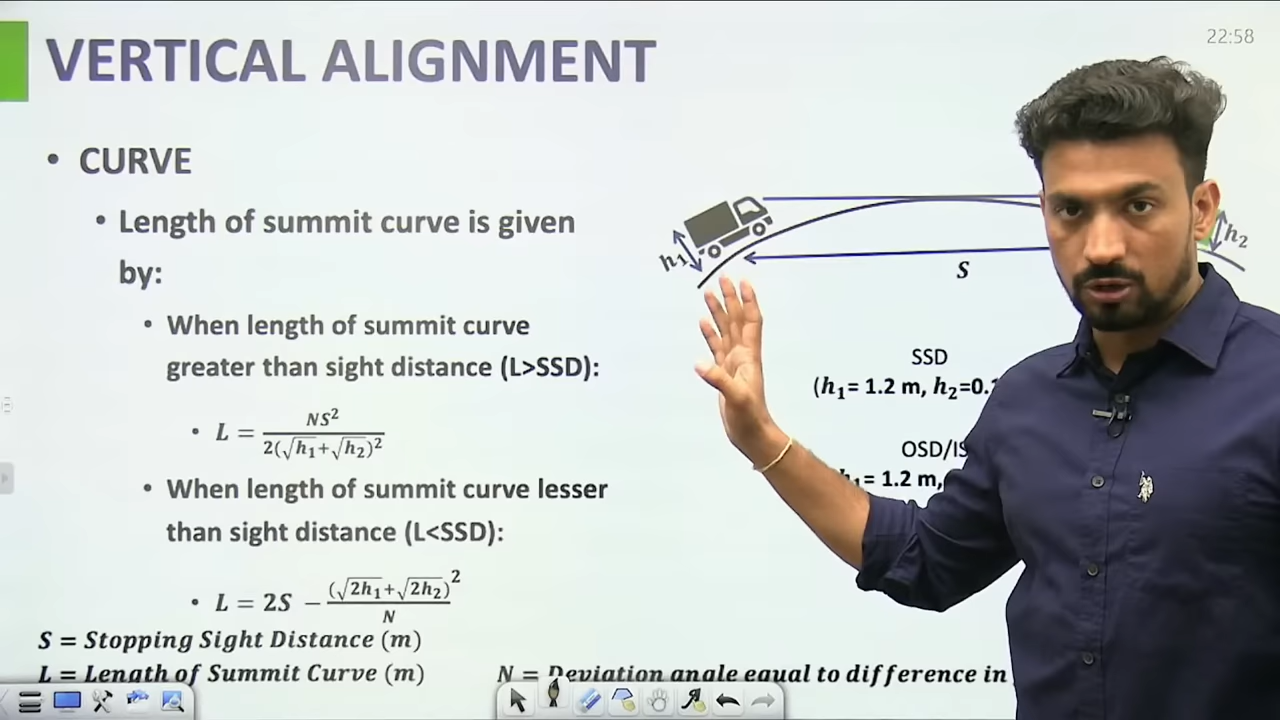 22:58
VERTICAL ALIGNMENT
• CURVE
• Length of summit curve is given
by:
• When length of summit curve
greater than sight distance (L>SSD):
• L = NS² / 2(√h₁+√h₂)²
• When length of summit curve lesser
than sight distance (L<SSD):
• L = 2S − (√2h₁+√2h₂)² / N
S = Stopping Sight Distance (m)
L = Length of Summit Curve (m)
N = Deviation angle equal to difference in
h₁
h₂
S
SSD
(h₁= 1.2 m, h₂=0.
OSD/IS
= 1.2 m,